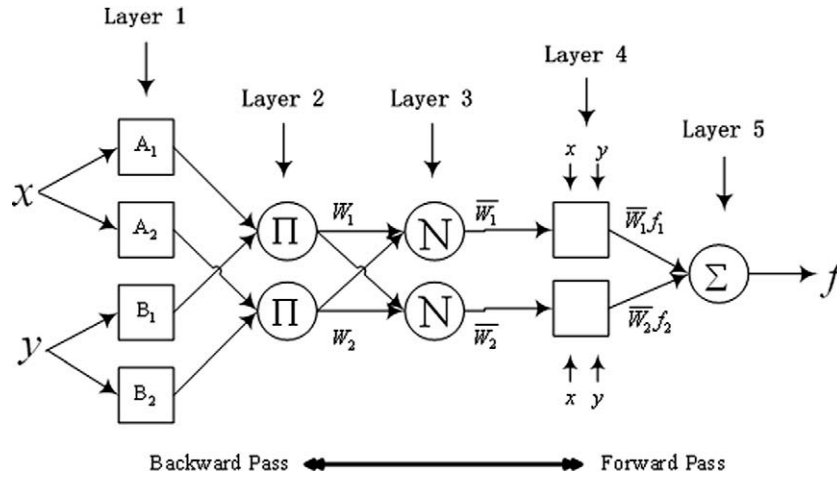 Layer 1
Layer 2
Layer 3
Layer 4
Layer 5
x y
x
A₁
A₂
y
B₁
B₂
Π
Π
W₁
W₂
N
N
W̅₁
W̅₂
W̅₁f₁
W̅₂f₂
Σ
f
x y
Backward Pass
Forward Pass